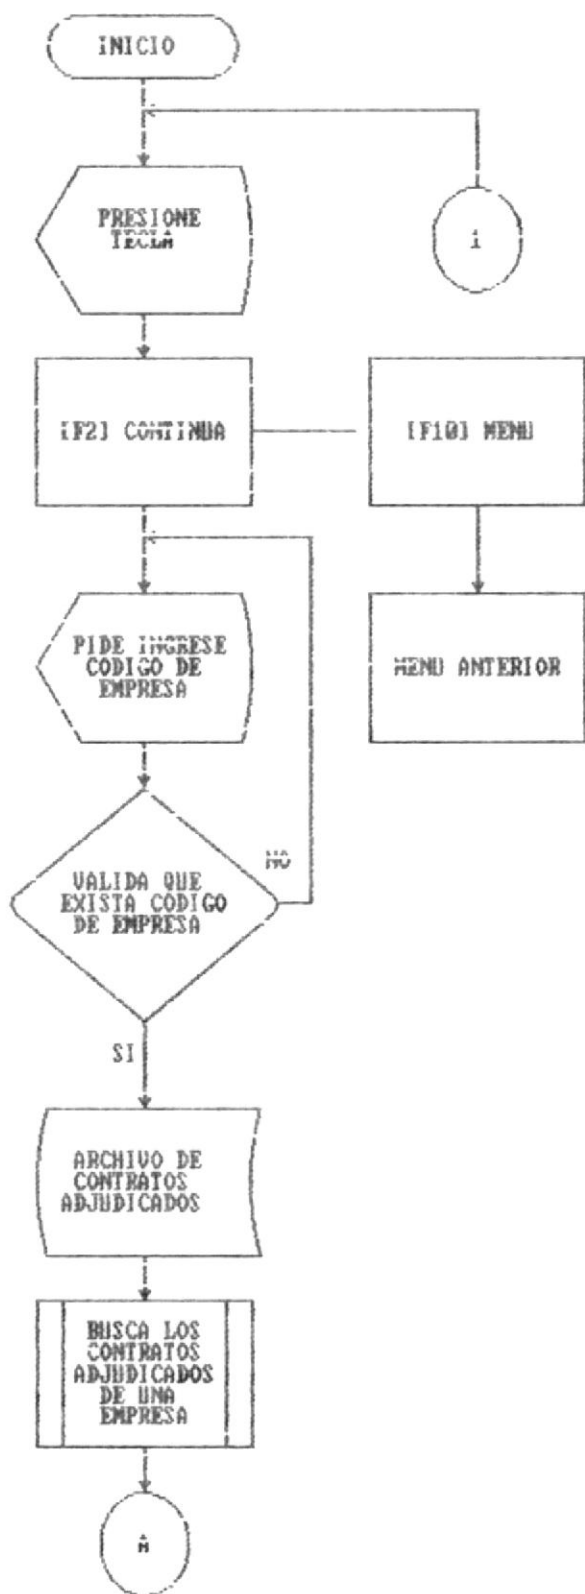 INICIO
PRESIONE
TECLA
1
[F2] CONTINUA
[F10] MENU
PIDE INGRESE
CODIGO DE
EMPRESA
MENU ANTERIOR
NO
VALIDA QUE
EXISTA CODIGO
DE EMPRESA
SI
ARCHIVO DE
CONTRATOS
ADJUDICADOS
BUSCA LOS
CONTRATOS
ADJUDICADOS
DE UNA
EMPRESA
A